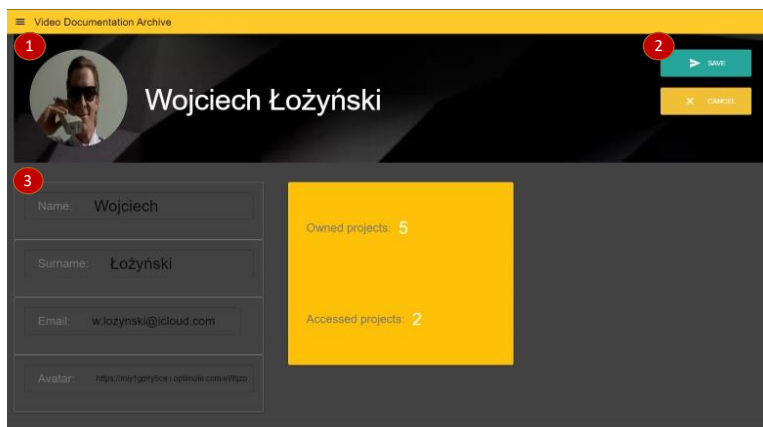 Video Documentation Archive
1
2
SAVE
Wojciech Łożyński
CANCEL
3
Name: Wojciech
Owned projects: 5
Surname: Łożyński
Email: w.lozynski@icloud.com
Accessed projects: 2
Avatar: